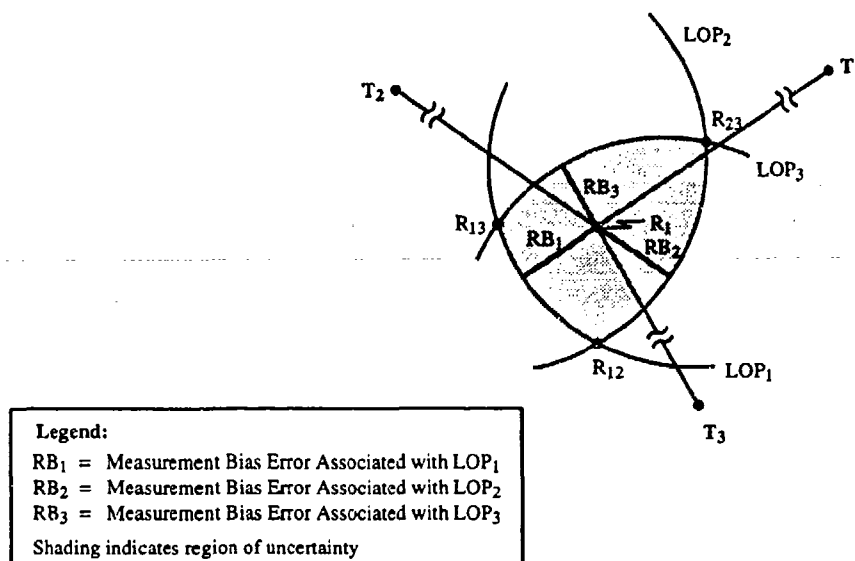 LOP₂
T
T₂
R₂₃
LOP₃
RB₃
R₁₃
R₁
RB₁
RB₂
R₁₂
LOP₁
T₃
Legend:
RB₁ = Measurement Bias Error Associated with LOP₁
RB₂ = Measurement Bias Error Associated with LOP₂
RB₃ = Measurement Bias Error Associated with LOP₃
Shading indicates region of uncertainty